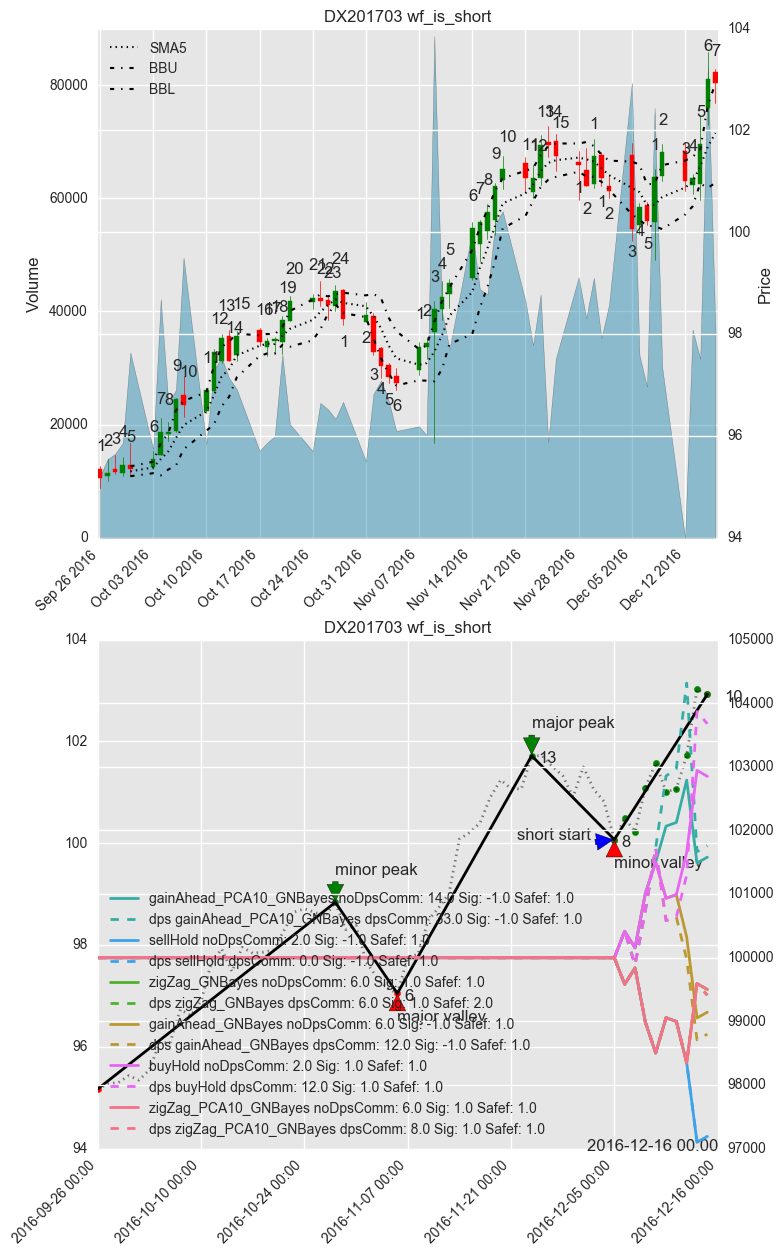 DX201703 wf_is_short
SMA5
BBU
BBL
Volume
Price
80000
60000
40000
20000
0
104
102
100
98
96
94
Sep 26 2016
Oct 03 2016
Oct 10 2016
Oct 17 2016
Oct 24 2016
Oct 31 2016
Nov 07 2016
Nov 14 2016
Nov 21 2016
Nov 28 2016
Dec 05 2016
Dec 12 2016
DX201703 wf_is_short
104
102
100
98
96
94
105000
104000
103000
102000
101000
100000
99000
98000
97000
10
major peak
13
short start
8
minor valley
minor peak
6
major valley
gainAhead_PCA10_GNBayes noDpsComm: 14.0 Sig: -1.0 Safef: 1.0
dps gainAhead_PCA10_GNBayes dpsComm: 33.0 Sig: -1.0 Safef: 1.0
sellHold noDpsComm: 2.0 Sig: -1.0 Safef: 1.0
dps sellHold dpsComm: 0.0 Sig: -1.0 Safef: 1.0
zigZag_GNBayes noDpsComm: 6.0 Sig: 1.0 Safef: 1.0
dps zigZag_GNBayes dpsComm: 6.0 Sig: 1.0 Safef: 2.0
gainAhead_GNBayes noDpsComm: 6.0 Sig: -1.0 Safef: 1.0
dps gainAhead_GNBayes dpsComm: 12.0 Sig: -1.0 Safef: 1.0
buyHold noDpsComm: 2.0 Sig: 1.0 Safef: 1.0
dps buyHold dpsComm: 12.0 Sig: 1.0 Safef: 1.0
zigZag_PCA10_GNBayes noDpsComm: 6.0 Sig: 1.0 Safef: 1.0
dps zigZag_PCA10_GNBayes dpsComm: 8.0 Sig: 1.0 Safef: 1.0
2016-12-16 00:00
2016-09-26 00:00
2016-10-10 00:00
2016-10-24 00:00
2016-11-07 00:00
2016-11-21 00:00
2016-12-05 00:00
2016-12-16 00:00